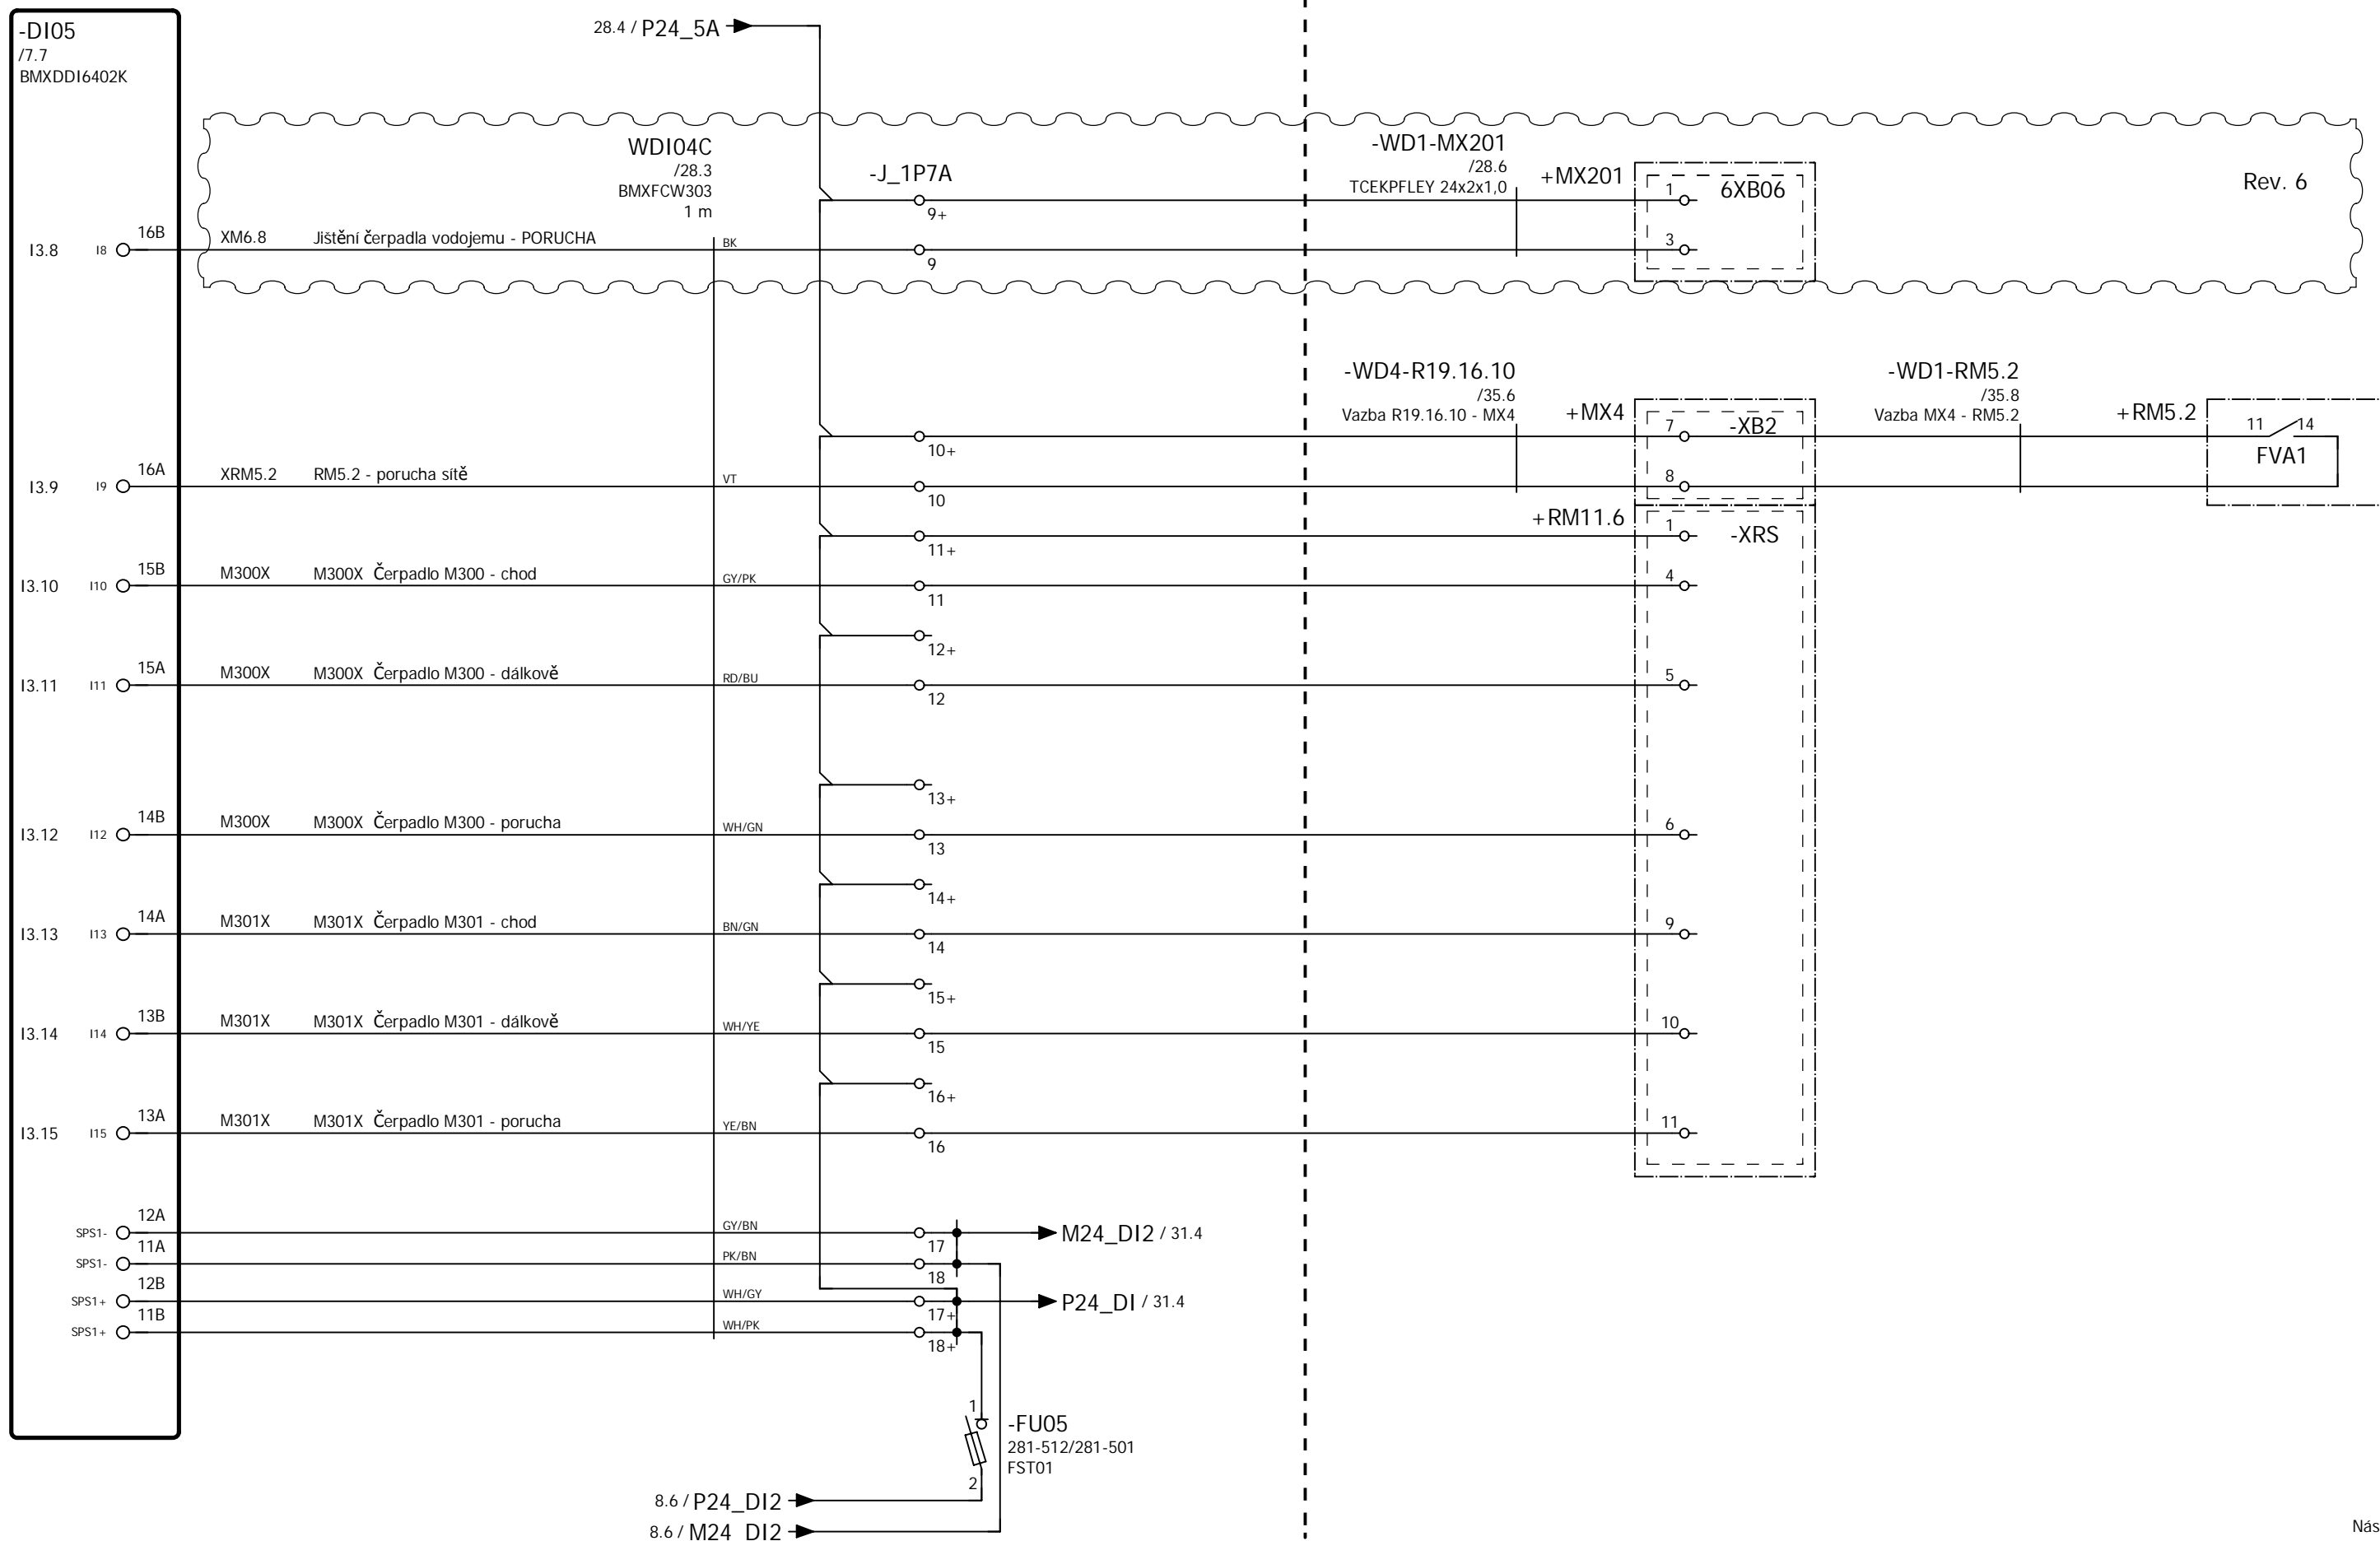 -DI05
/7.7
BMXDDI6402K
28.4 / P24_5A
WDI04C
/28.3
BMXFCW303
1 m
-J_1P7A
-WD1-MX201
/28.6
TCEKPFLEY 24x2x1,0
+MX201
6XB06
Rev. 6
1
9+
I3.8 I8 16B XM6.8 Jištění čerpadla vodojemu - PORUCHA BK
9
3
-WD4-R19.16.10
/35.6
Vazba R19.16.10 - MX4
+MX4
-XB2
-WD1-RM5.2
/35.8
Vazba MX4 - RM5.2
+RM5.2
11 14
FVA1
7
10+
I3.9 I9 16A XRM5.2 RM5.2 - porucha sítě VT
10
8
+RM11.6
-XRS
1
11+
I3.10 I10 15B M300X M300X Čerpadlo M300 - chod GY/PK
11
4
12+
I3.11 I11 15A M300X M300X Čerpadlo M300 - dálkově RD/BU
12
5
13+
I3.12 I12 14B M300X M300X Čerpadlo M300 - porucha WH/GN
13
6
14+
I3.13 I13 14A M301X M301X Čerpadlo M301 - chod BN/GN
14
9
15+
I3.14 I14 13B M301X M301X Čerpadlo M301 - dálkově WH/YE
15
10
16+
I3.15 I15 13A M301X M301X Čerpadlo M301 - porucha YE/BN
16
11
SPS1- 12A GY/BN 17 M24_DI2 / 31.4
SPS1- 11A PK/BN 18
SPS1+ 12B WH/GY 17+ P24_DI / 31.4
SPS1+ 11B WH/PK 18+
1
-FU05
281-512/281-501
FST01
2
8.6 / P24_DI2
8.6 / M24 DI2
Nás